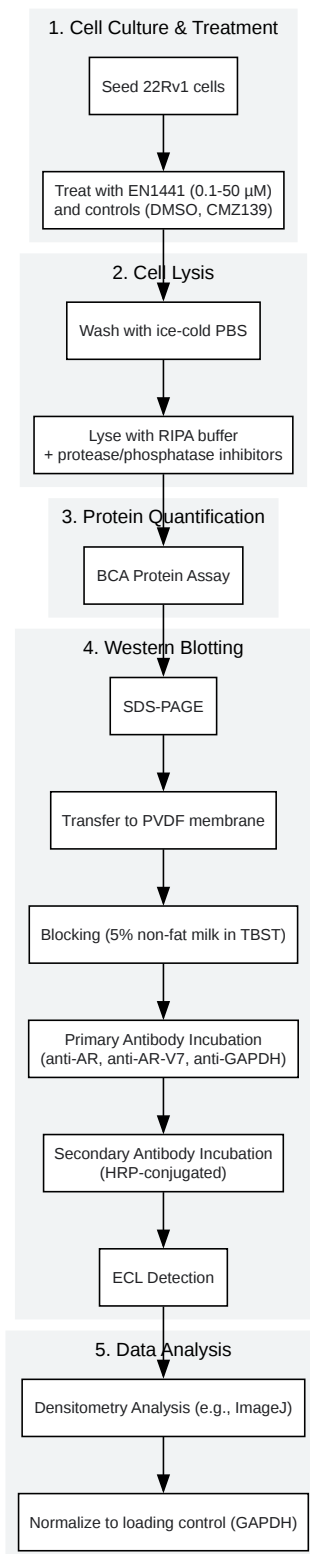 1. Cell Culture & Treatment
Seed 22Rv1 cells
Treat with EN1441 (0.1-50 µM)
and controls (DMSO, CMZ139)
2. Cell Lysis
Wash with ice-cold PBS
Lyse with RIPA buffer
+ protease/phosphatase inhibitors
3. Protein Quantification
BCA Protein Assay
4. Western Blotting
SDS-PAGE
Transfer to PVDF membrane
Blocking (5% non-fat milk in TBST)
Primary Antibody Incubation
(anti-AR, anti-AR-V7, anti-GAPDH)
Secondary Antibody Incubation
(HRP-conjugated)
ECL Detection
5. Data Analysis
Densitometry Analysis (e.g., ImageJ)
Normalize to loading control (GAPDH)